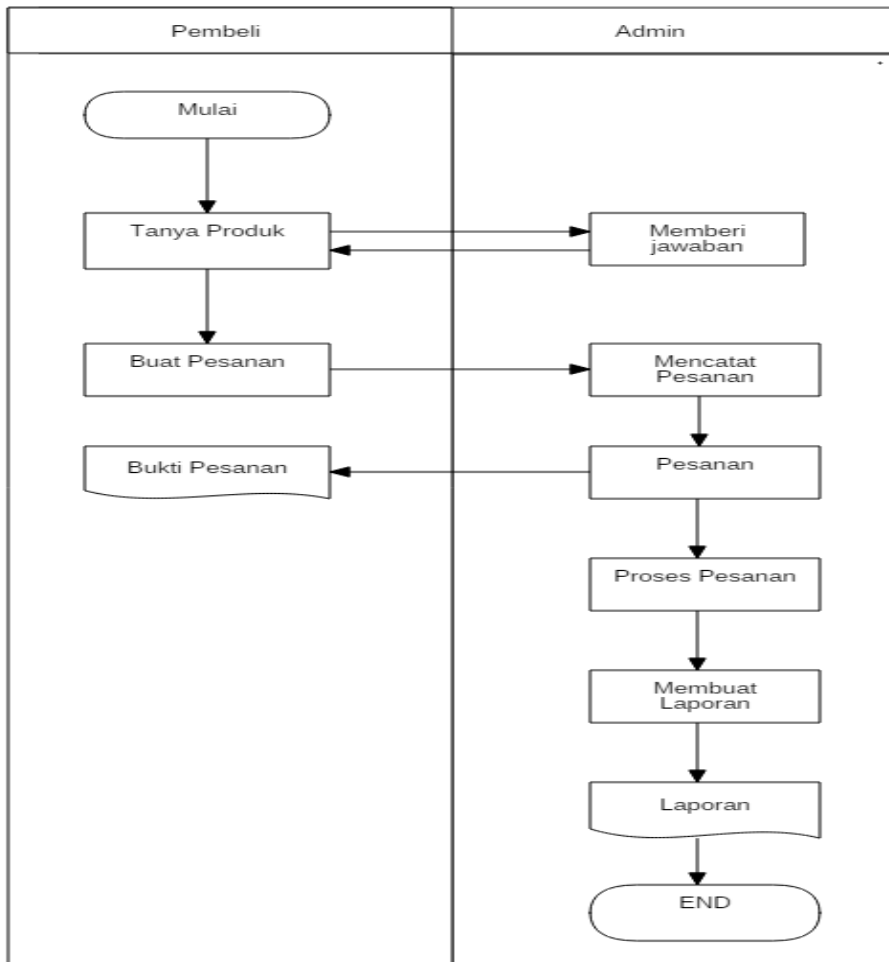 Pembeli
Admin
Mulai
Tanya Produk
Memberi
jawaban
Buat Pesanan
Mencatat
Pesanan
Bukti Pesanan
Pesanan
Proses Pesanan
Membuat
Laporan
Laporan
END